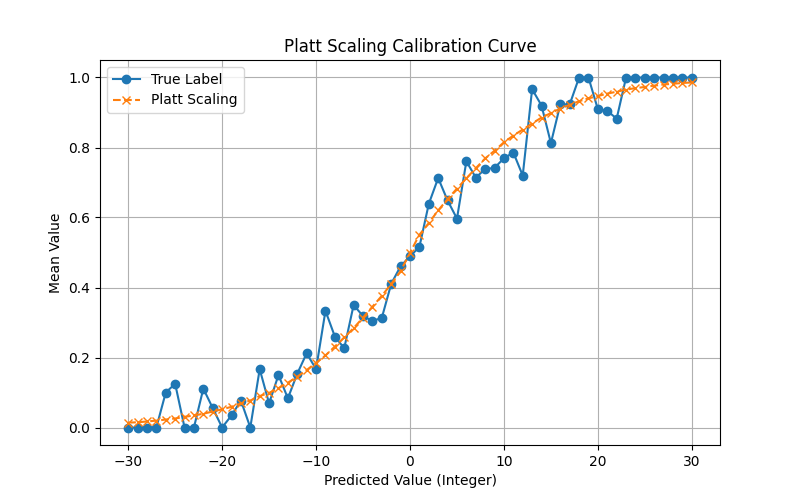 Platt Scaling Calibration Curve
True Label
Platt Scaling
Mean Value
1.0
0.8
0.6
0.4
0.2
0.0
−30
−20
−10
0
10
20
30
Predicted Value (Integer)